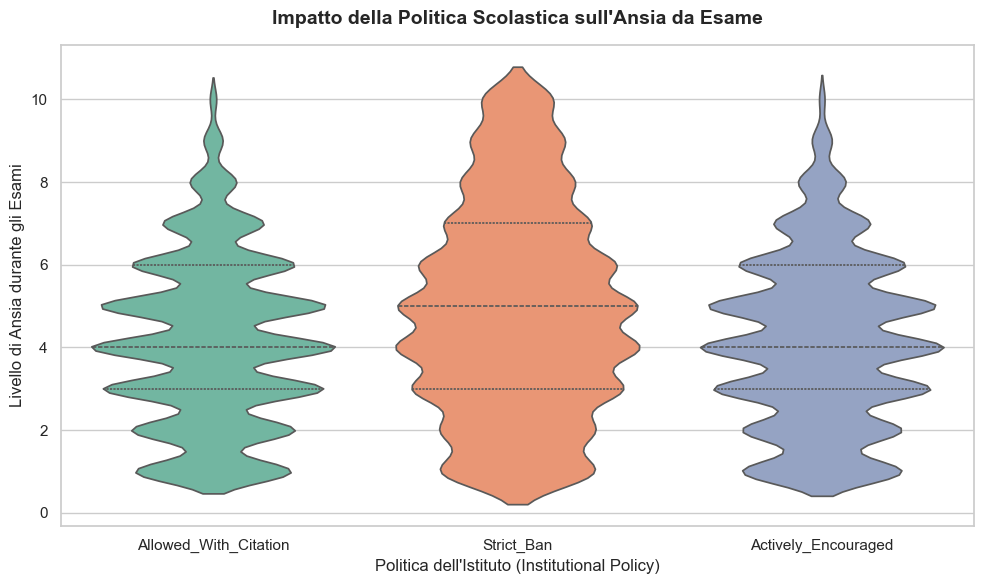 Impatto della Politica Scolastica sull'Ansia da Esame
Livello di Ansia durante gli Esami
10
8
6
4
2
0
Allowed_With_Citation
Strict_Ban
Actively_Encouraged
Politica dell'Istituto (Institutional Policy)